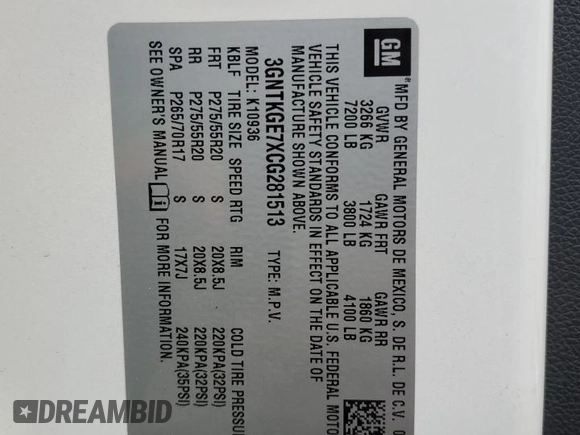 GM
MFD BY GENERAL MOTORS DE MEXICO, S. DE R.L. DE C.V.
GVWR GAWR FRT GAWR RR
3266 KG 1724 KG 1860 KG
7200 LB 3800 LB 4100 LB
THIS VEHICLE CONFORMS TO ALL APPLICABLE U.S. FEDERAL MOTO
VEHICLE SAFETY STANDARDS IN EFFECT ON THE DATE OF
MANUFACTURE SHOWN ABOVE.
3GNTKGE7XCG281513 TYPE: M.P.V.
MODEL: K10936
KBLF TIRE SIZE SPEED RTG RIM COLD TIRE PRESSU
FRT P275/55R20 S 20X8.5J 220KPA(32PSI)
RR P275/55R20 S 20X8.5J 220KPA(32PSI)
SPA P265/70R17 S 17X7J 240KPA(35PSI)
SEE OWNER'S MANUAL FOR MORE INFORMATION.
DREAMBID